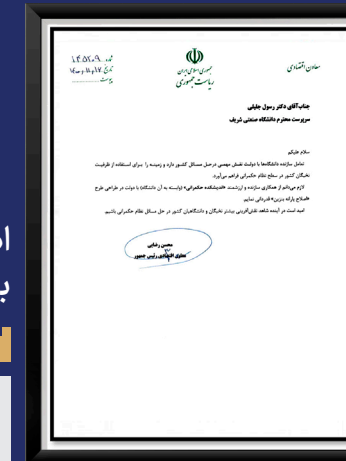 جمهوری اسلامی ایران
ریاست جمهوری
معاون اقتصادی
شماره
تاریخ
پیوست
جناب آقای دکتر رسول جلیلی
سرپرست محترم دانشگاه صنعتی شریف
سلام علیکم
تعامل سازنده دانشگاه‌ها با دولت نقش مهمی درحل مسائل کشور دارد و زمینه را برای استفاده از ظرفیت
نخبگان کشور در سطح نظام حکمرانی فراهم می‌آورد.
لازم می‌دانم از همکاری سازنده و ارزشمند «اندیشکده حکمرانی» (وابسته به آن دانشگاه) با دولت در طراحی طرح
«اصلاح یارانه بنزین» قدردانی نمایم.
امید است در آینده شاهد نقش‌آفرینی بیشتر نخبگان و دانشگاهیان کشور در حل مسائل نظام حکمرانی باشیم.
محسن رضایی
معاون اقتصادی رئیس جمهور